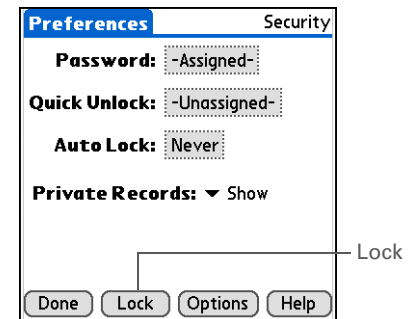 Preferences Security
Password: -Assigned-
Quick Unlock: -Unassigned-
Auto Lock: Never
Private Records: Show
Lock
Done Lock Options Help